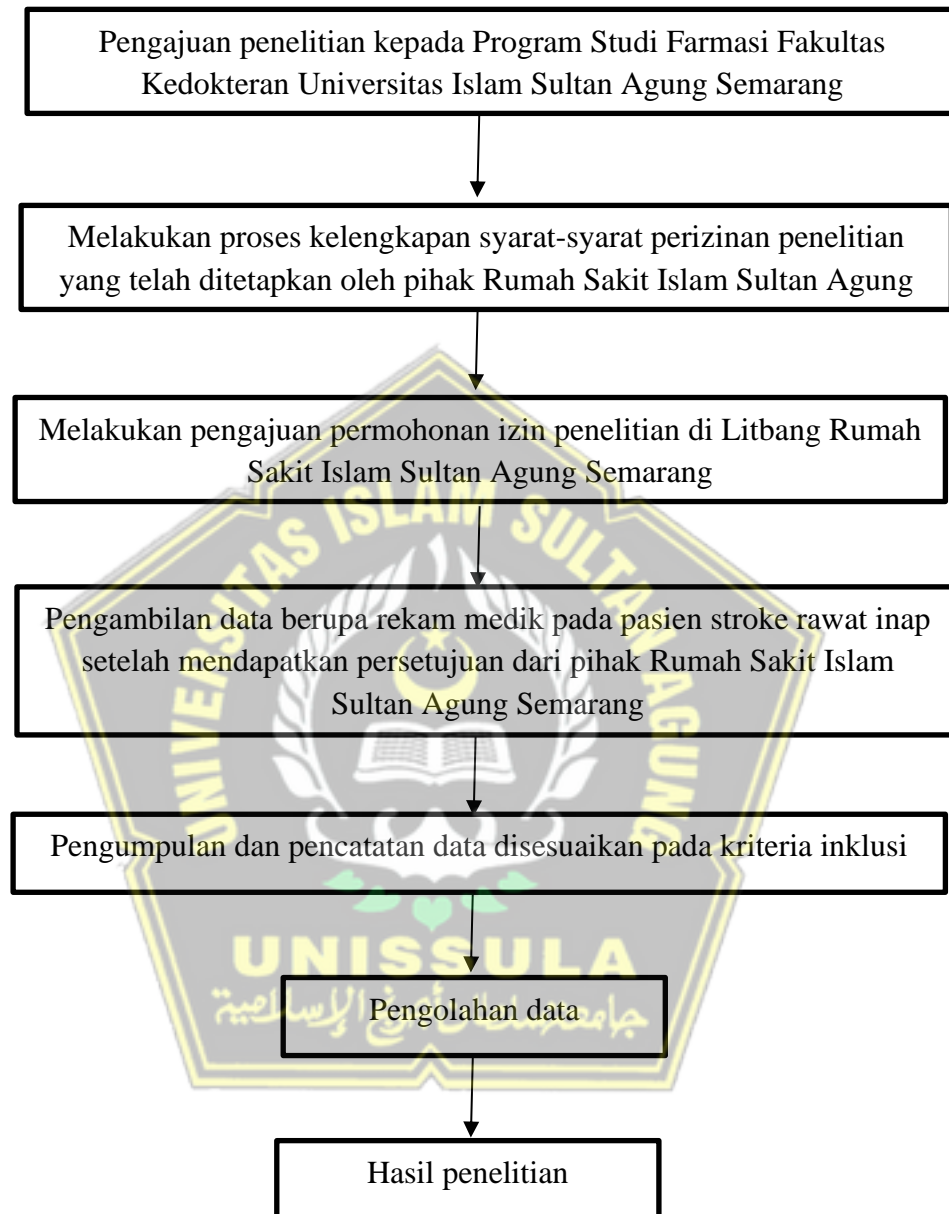 Pengajuan penelitian kepada Program Studi Farmasi Fakultas
Kedokteran Universitas Islam Sultan Agung Semarang
Melakukan proses kelengkapan syarat-syarat perizinan penelitian
yang telah ditetapkan oleh pihak Rumah Sakit Islam Sultan Agung
Melakukan pengajuan permohonan izin penelitian di Litbang Rumah
Sakit Islam Sultan Agung Semarang
UNIVERSITAS ISLAM SULTAN AGUNG
Pengambilan data berupa rekam medik pada pasien stroke rawat inap
setelah mendapatkan persetujuan dari pihak Rumah Sakit Islam
Sultan Agung Semarang
Pengumpulan dan pencatatan data disesuaikan pada kriteria inklusi
UNISSULA
جامعة سلطان أجونج الإسلامية
Pengolahan data
Hasil penelitian